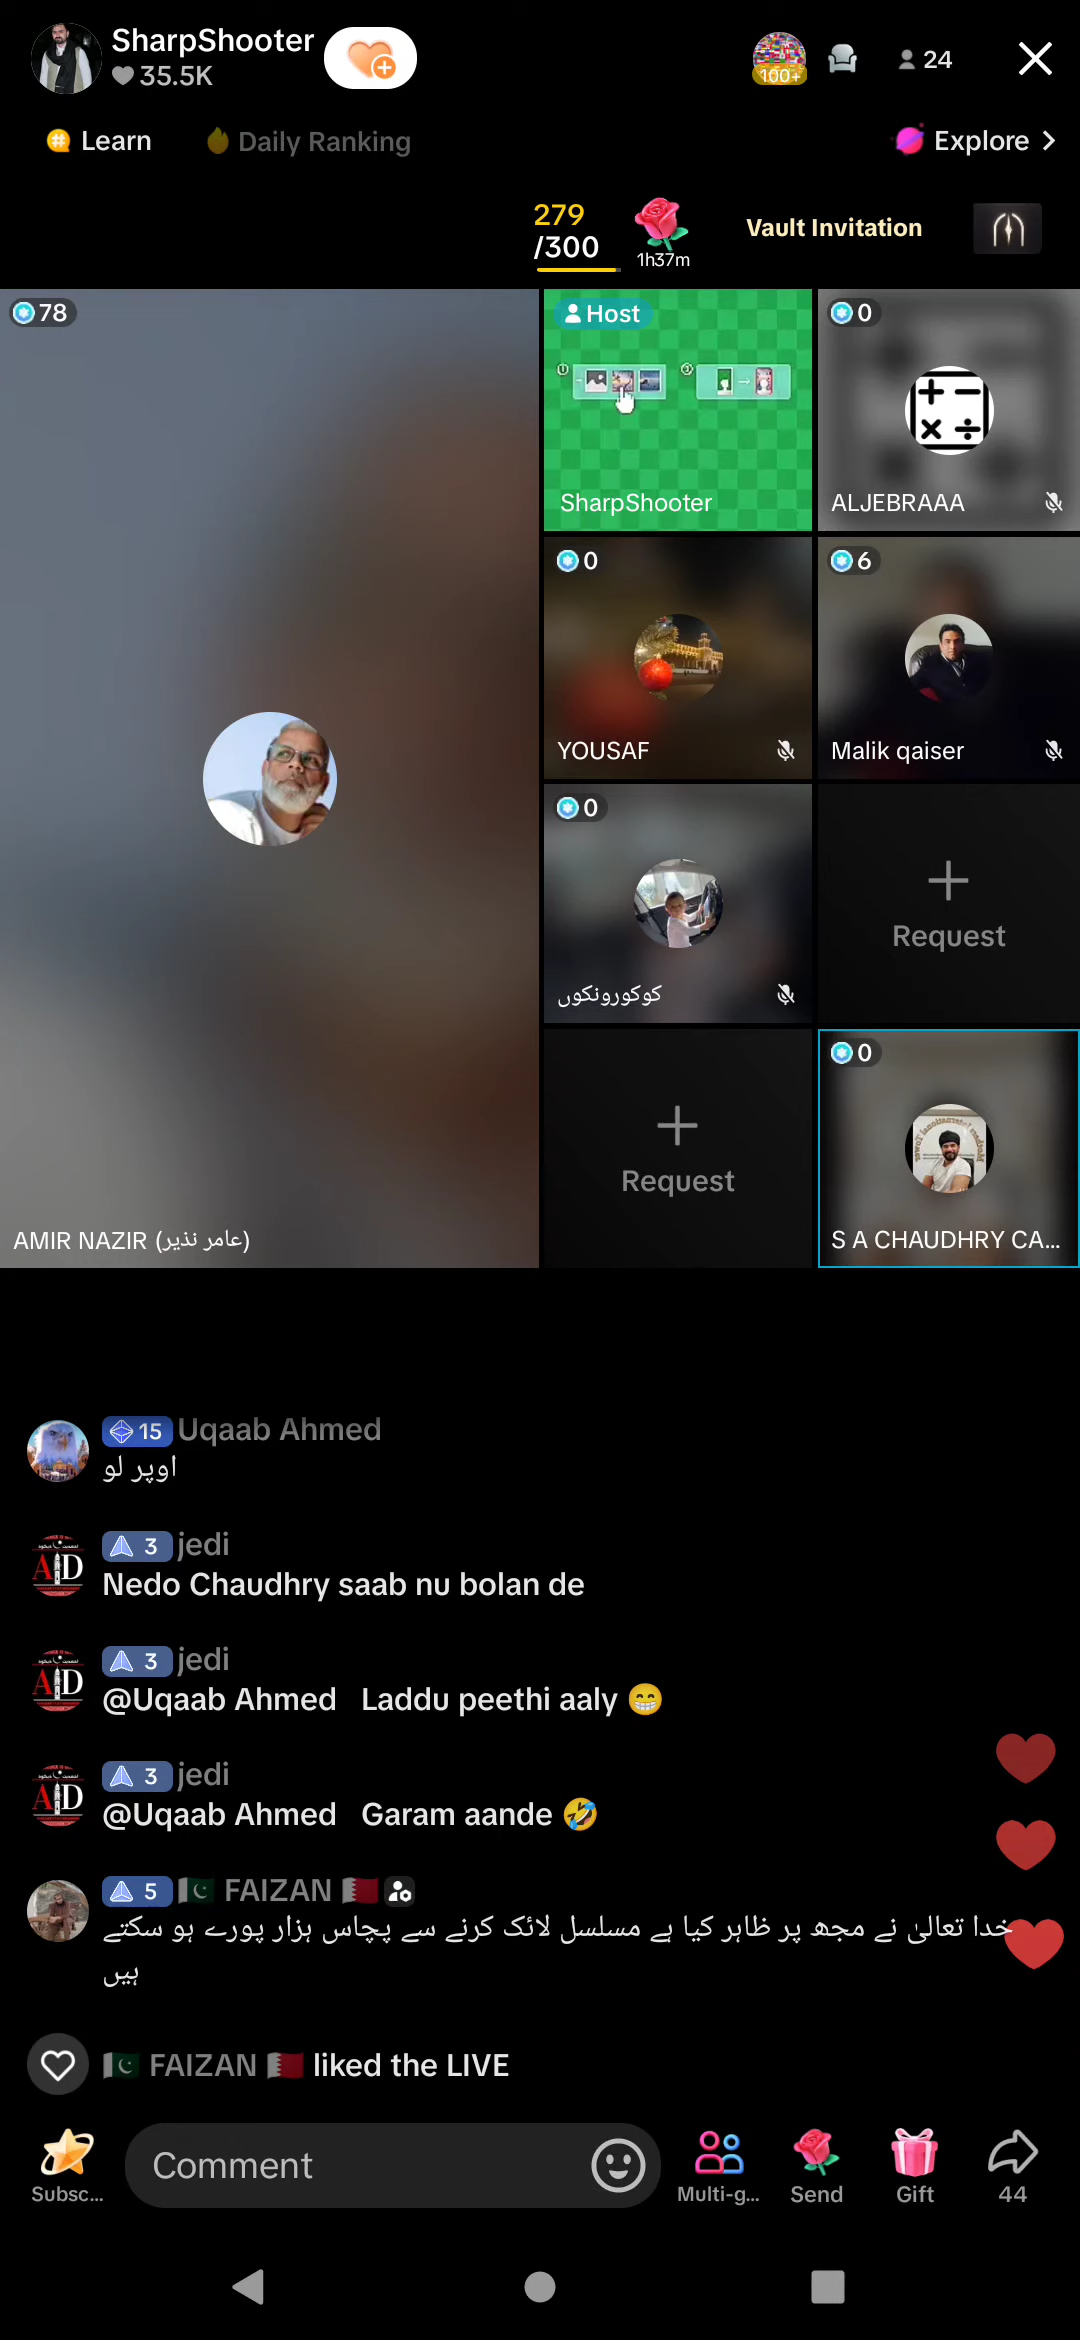 SharpShooter
35.5K
100+
24
Learn
Daily Ranking
Explore
279
/300
1h37m
Vault Invitation
78
Host
SharpShooter
0
ALJEBRAAA
0
YOUSAF
6
Malik qaiser
0
کوکورونکوں
Request
Request
0
S A CHAUDHRY CA...
AMIR NAZIR (عامر نذیر)
15 Uqaab Ahmed
اوپر لو
3 jedi
Nedo Chaudhry saab nu bolan de
3 jedi
@Uqaab Ahmed Laddu peethi aaly 😁
3 jedi
@Uqaab Ahmed Garam aande 🤣
5 🇵🇰 FAIZAN 🇧🇭
خدا تعالیٰ نے مجھ پر ظاہر کیا ہے مسلسل لائک کرنے سے پچاس ہزار پورے ہو سکتے
ہیں
🇵🇰 FAIZAN 🇧🇭 liked the LIVE
Subsc...
Comment
Multi-g...
Send
Gift
44